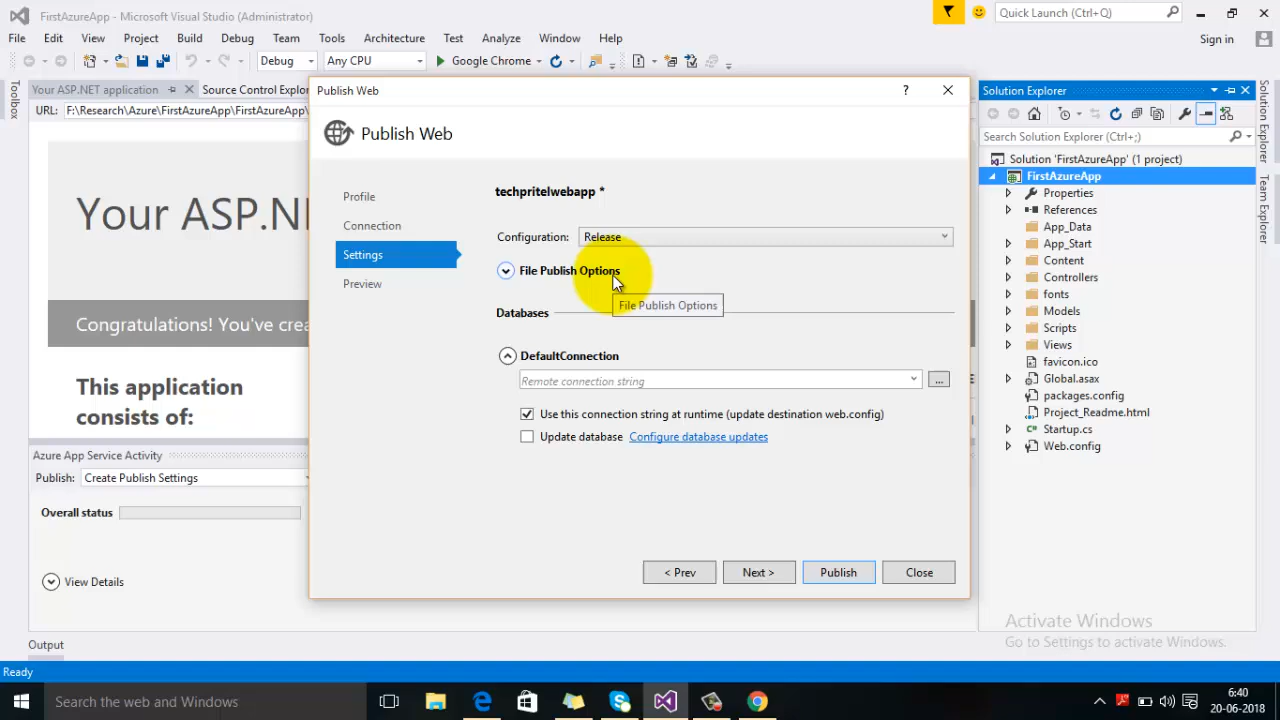 FirstAzureApp - Microsoft Visual Studio (Administrator)
Quick Launch (Ctrl+Q)
File Edit View Project Build Debug Team Tools Architecture Test Analyze Window Help
Sign in
Debug Any CPU Google Chrome
Toolbox
Your ASP.NET application
Source Control Explor
URL: F:\Research\Azure\FirstAzureApp\FirstAzureApp\
Your ASP.NE
Congratulations! You've crea
This application
consists of:
Azure App Service Activity
Publish: Create Publish Settings
Overall status
View Details
Output
Ready
Publish Web
?
Publish Web
Profile
Connection
Settings
Preview
techpritelwebapp *
Configuration: Release
File Publish Options
File Publish Options
Databases
DefaultConnection
Remote connection string
...
Use this connection string at runtime (update destination web.config)
Update database Configure database updates
< Prev Next > Publish Close
Solution Explorer
Search Solution Explorer (Ctrl+;)
Solution 'FirstAzureApp' (1 project)
FirstAzureApp
Properties
References
App_Data
App_Start
Content
Controllers
fonts
Models
Scripts
Views
favicon.ico
Global.asax
packages.config
Project_Readme.html
C# Startup.cs
Web.config
Solution Explorer
Team Explorer
Activate Windows
Go to Settings to activate Windows.
Search the web and Windows
6:40
20-06-2018